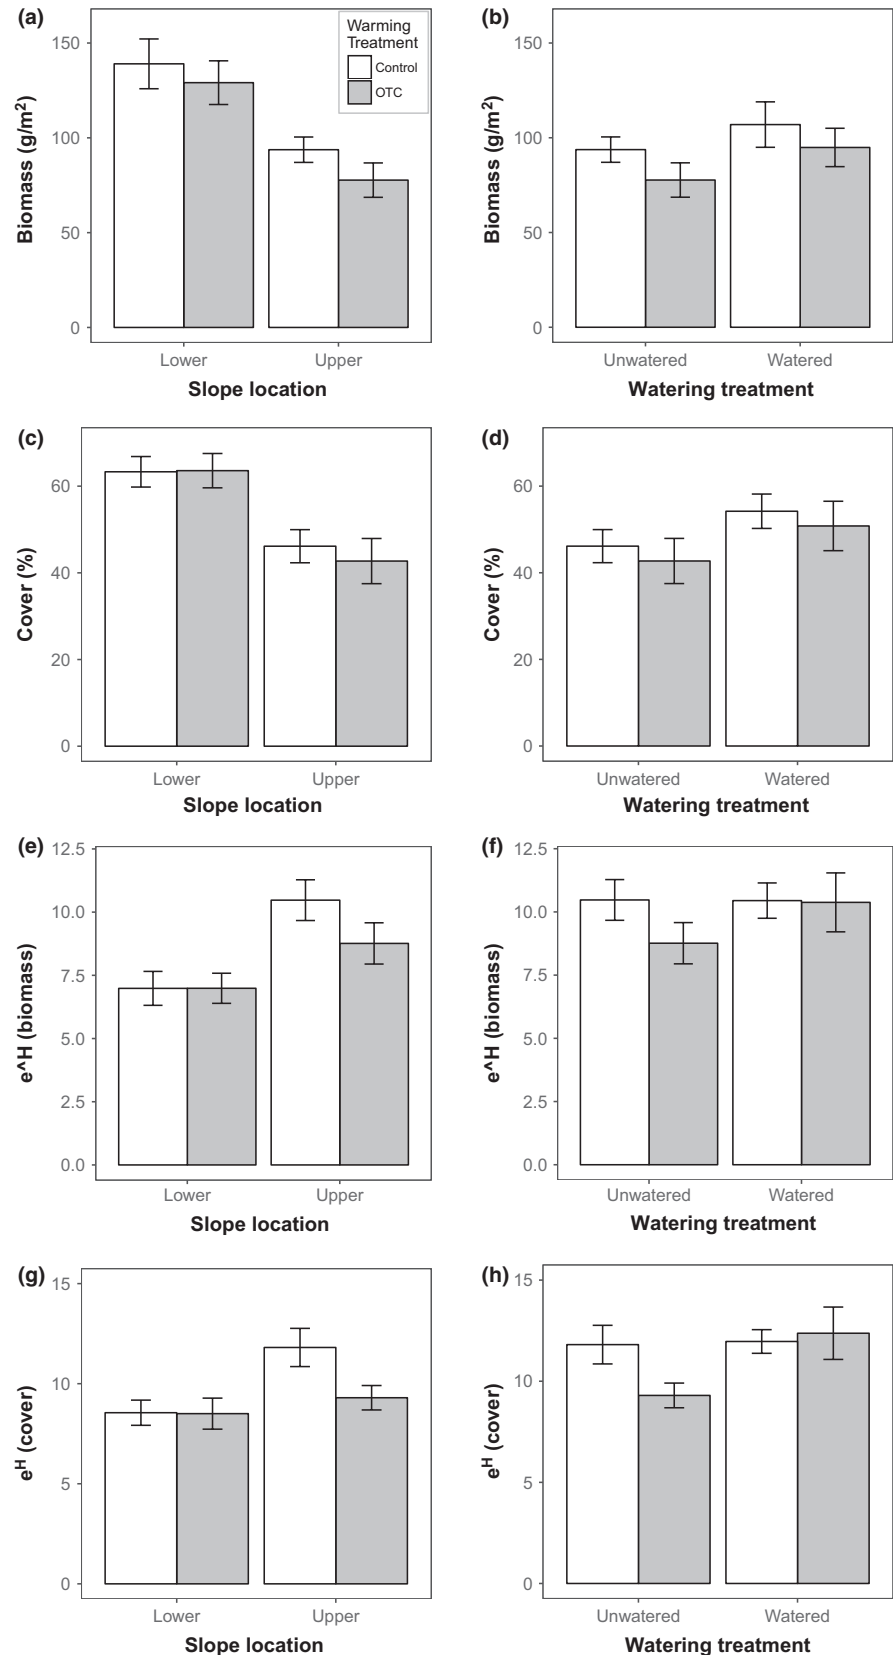 (a)
150
100
50
0
Biomass (g/m²)
Warming
Treatment
Control
OTC
Lower Upper
Slope location
(b)
150
100
50
0
Biomass (g/m²)
Unwatered Watered
Watering treatment
(c)
60
40
20
0
Cover (%)
Lower Upper
Slope location
(d)
60
40
20
0
Cover (%)
Unwatered Watered
Watering treatment
(e)
12.5
10.0
7.5
5.0
2.5
0.0
e^H (biomass)
Lower Upper
Slope location
(f)
12.5
10.0
7.5
5.0
2.5
0.0
e^H (biomass)
Unwatered Watered
Watering treatment
(g)
15
10
5
0
eᴴ (cover)
Lower Upper
Slope location
(h)
15
10
5
0
eᴴ (cover)
Unwatered Watered
Watering treatment